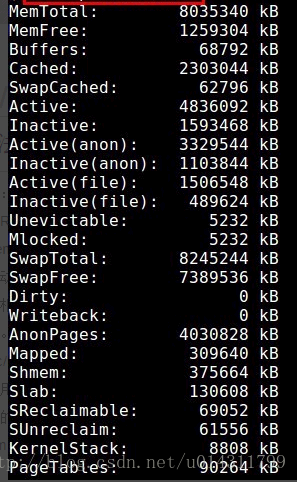 MemTotal: 8035340 kB
MemFree: 1259304 kB
Buffers: 68792 kB
Cached: 2303044 kB
SwapCached: 62796 kB
Active: 4836092 kB
Inactive: 1593468 kB
Active(anon): 3329544 kB
Inactive(anon): 1103844 kB
Active(file): 1506548 kB
Inactive(file): 489624 kB
Unevictable: 5232 kB
Mlocked: 5232 kB
SwapTotal: 8245244 kB
SwapFree: 7389536 kB
Dirty: 0 kB
Writeback: 0 kB
AnonPages: 4030828 kB
Mapped: 309640 kB
Shmem: 375664 kB
Slab: 130608 kB
SReclaimable: 69052 kB
SUnreclaim: 61556 kB
KernelStack: 8808 kB
PageTables: 90264 kB
http://blog.csdn.net/u014311799